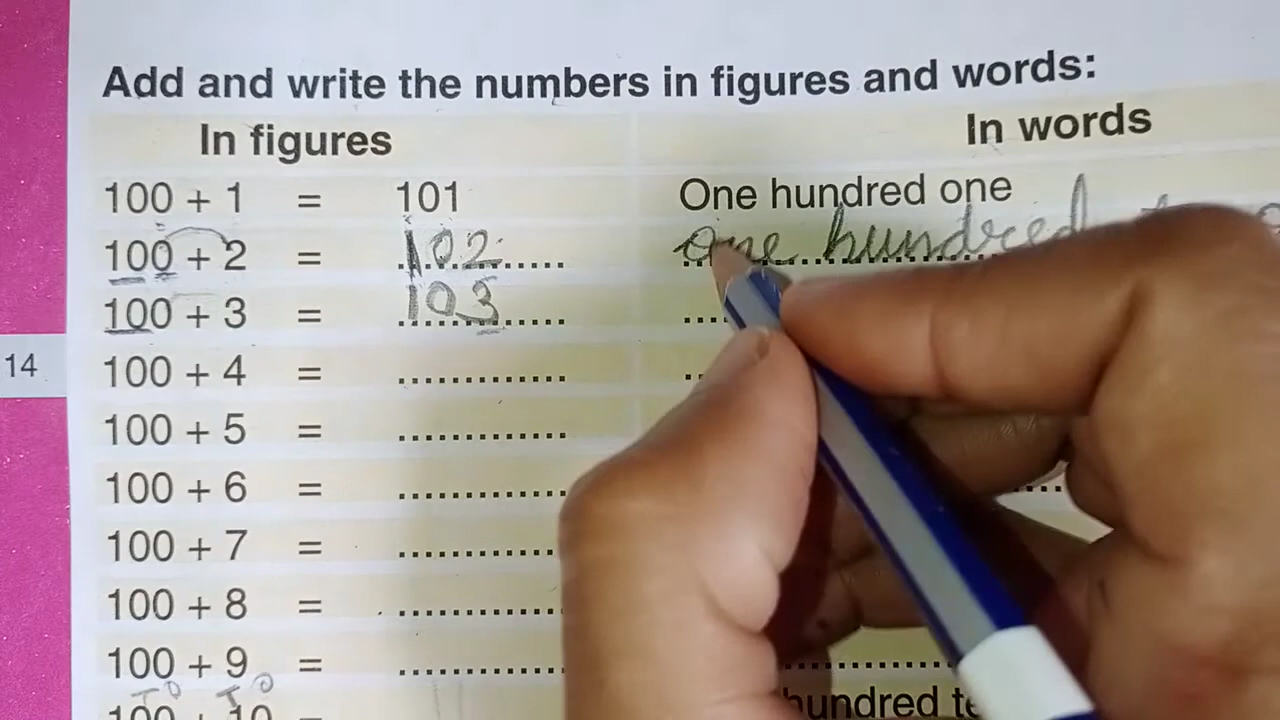 Add and write the numbers in figures and words:
In figures In words
100 + 1 = 101 One hundred one
100 + 2 = 102 one hundred
100 + 3 = 103
14
100 + 4 =
100 + 5 =
100 + 6 =
100 + 7 =
100 + 8 =
100 + 9 =
T O T O
100 + 10 = hundred